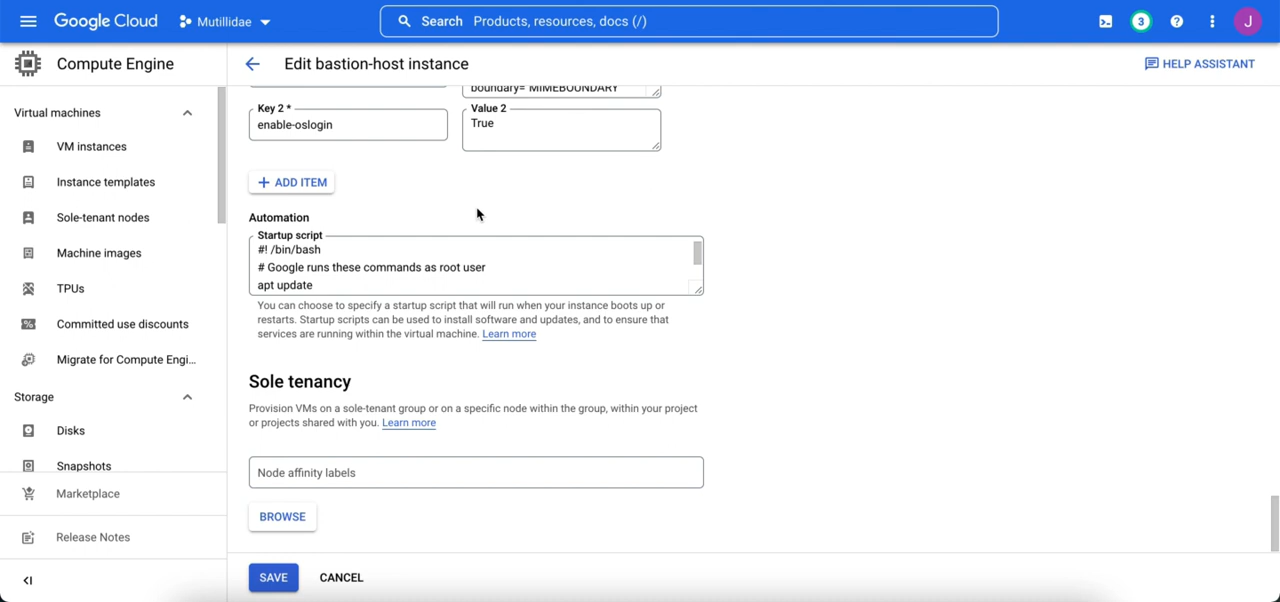 Google Cloud
Mutillidae
Search Products, resources, docs (/)
3
?
J
Compute Engine
Edit bastion-host instance
HELP ASSISTANT
Virtual machines
VM instances
Instance templates
Sole-tenant nodes
Machine images
TPUs
Committed use discounts
Migrate for Compute Engi...
Storage
Disks
Snapshots
Marketplace
Release Notes
boundary="MIMEBOUNDARY"
Key 2 *
enable-oslogin
Value 2
True
+ ADD ITEM
Automation
Startup script
#! /bin/bash
# Google runs these commands as root user
apt update
You can choose to specify a startup script that will run when your instance boots up or
restarts. Startup scripts can be used to install software and updates, and to ensure that
services are running within the virtual machine. Learn more
Sole tenancy
Provision VMs on a sole-tenant group or on a specific node within the group, within your project
or projects shared with you. Learn more
Node affinity labels
BROWSE
SAVE
CANCEL